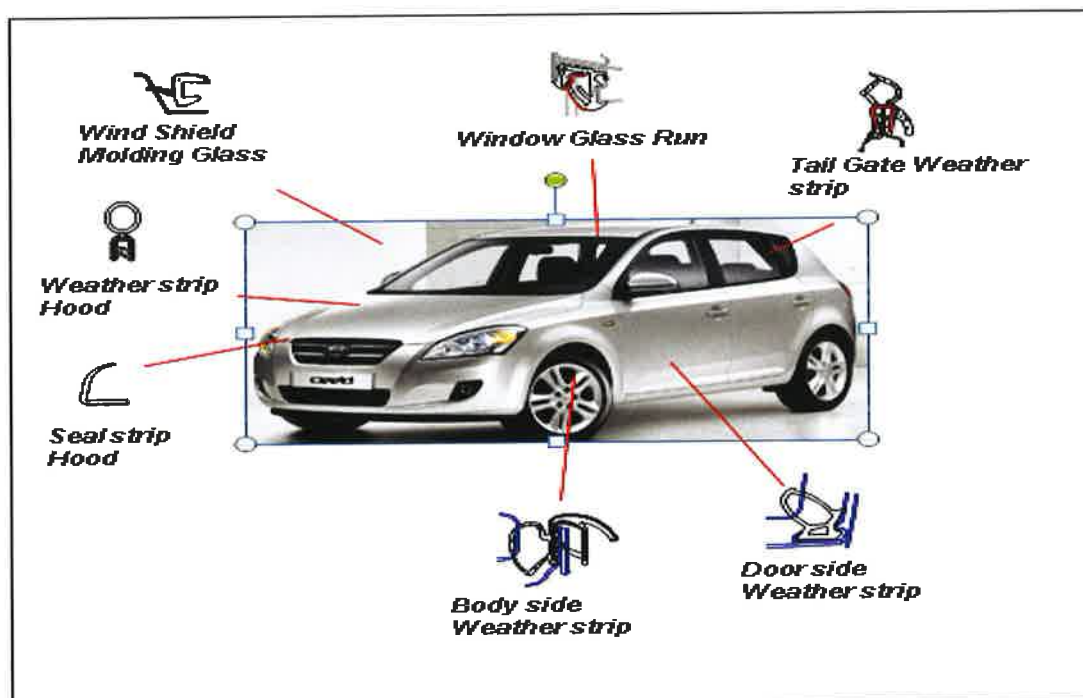 Wind Shield
Molding Glass
Window Glass Run
Tail Gate Weather
strip
Weather strip
Hood
Seal strip
Hood
cee'd
Body side
Weather strip
Door side
Weather strip